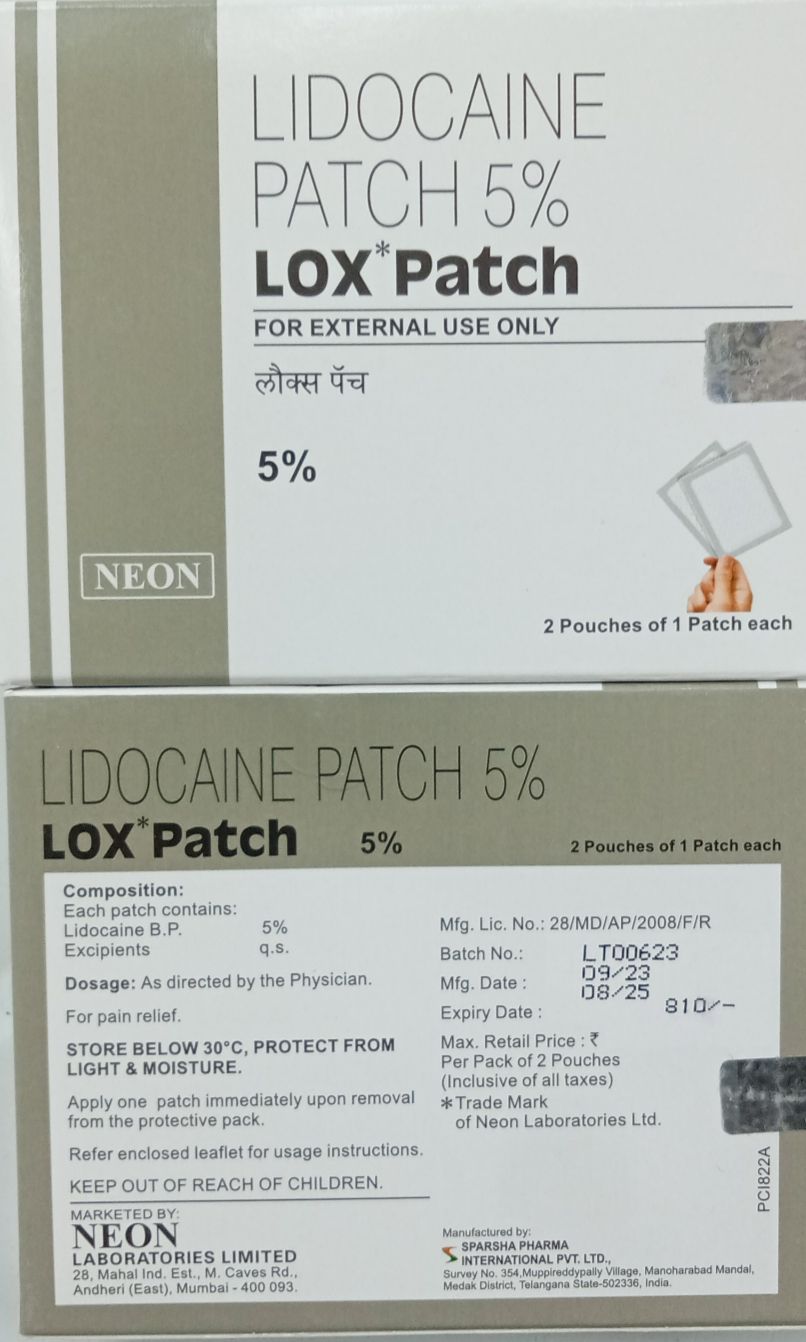 LIDOCAINE
PATCH 5%
LOX*Patch
FOR EXTERNAL USE ONLY
लौक्स पॅच
5%
NEON
2 Pouches of 1 Patch each
LIDOCAINE PATCH 5%
LOX*Patch 5%
2 Pouches of 1 Patch each
Composition:
Each patch contains:
Lidocaine B.P. 5%
Excipients q.s.
Dosage: As directed by the Physician.
For pain relief.
STORE BELOW 30°C, PROTECT FROM
LIGHT & MOISTURE.
Apply one patch immediately upon removal
from the protective pack.
Refer enclosed leaflet for usage instructions.
KEEP OUT OF REACH OF CHILDREN.
MARKETED BY:
NEON
LABORATORIES LIMITED
28, Mahal Ind. Est., M. Caves Rd.,
Andheri (East), Mumbai - 400 093.
Mfg. Lic. No.: 28/MD/AP/2008/F/R
Batch No.: LT00623
Mfg. Date : 09/23
Expiry Date : 08/25
810/-
Max. Retail Price : ₹
Per Pack of 2 Pouches
(Inclusive of all taxes)
*Trade Mark
of Neon Laboratories Ltd.
PCI822A
Manufactured by:
SPARSHA PHARMA
INTERNATIONAL PVT. LTD.,
Survey No. 354,Muppireddypally Village, Manoharabad Mandal,
Medak District, Telangana State-502336, India.